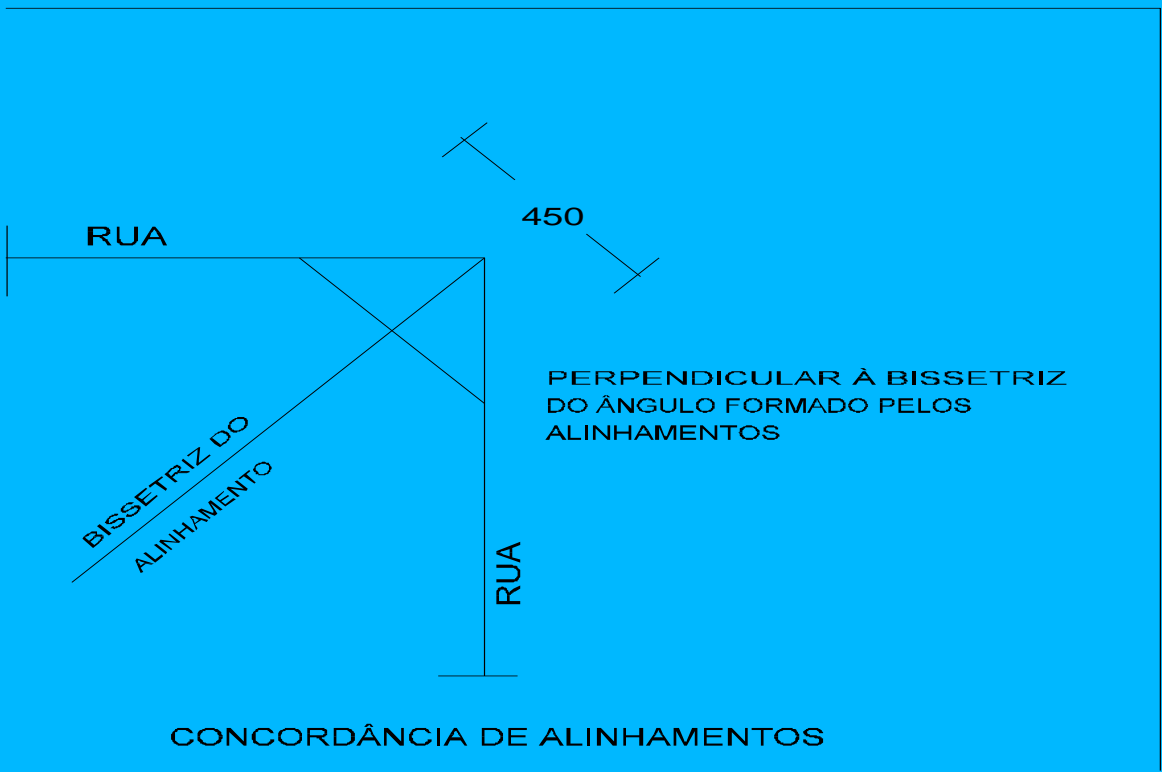 450
RUA
PERPENDICULAR À BISSETRIZ
DO ÂNGULO FORMADO PELOS
ALINHAMENTOS
BISSETRIZ DO
ALINHAMENTO
RUA
CONCORDÂNCIA DE ALINHAMENTOS